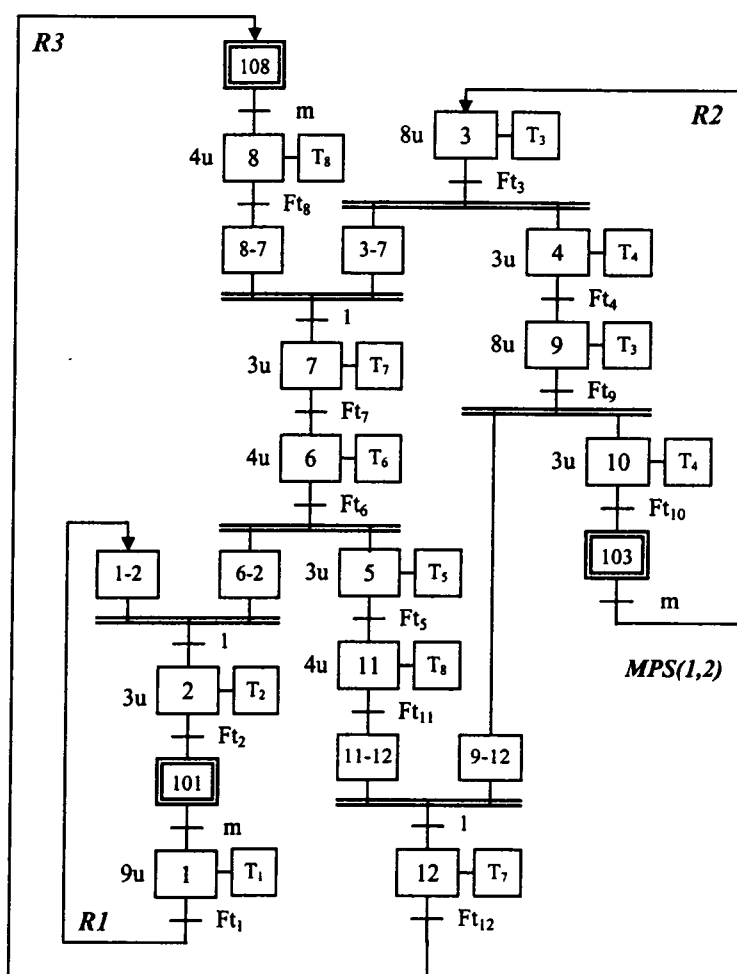 R3
108
m
R2
8u 3 T₃
4u 8 T₈
Ft₃
Ft₈
8-7 3-7
3u 4 T₄
1
Ft₄
3u 7 T₇
8u 9 T₃
Ft₇
Ft₉
4u 6 T₆
3u 10 T₄
Ft₆
Ft₁₀
1-2 6-2
3u 5 T₅
103
Ft₅
m
1
4u 11 T₈
MPS(1,2)
3u 2 T₂
Ft₂
Ft₁₁
11-12 9-12
101
m
1
9u 1 T₁
12 T₇
R1
Ft₁
Ft₁₂